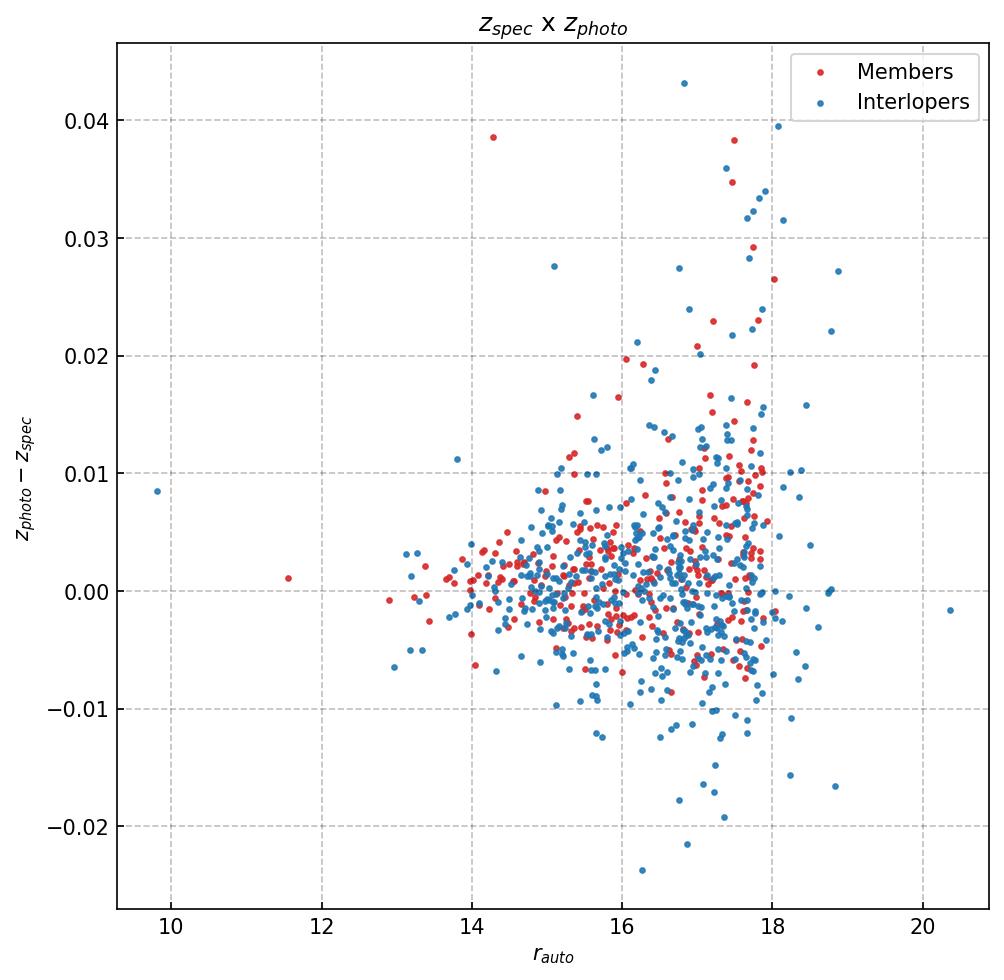 z_spec x z_photo
Members
Interlopers
0.04
0.03
0.02
0.01
0.00
−0.01
−0.02
z_photo − z_spec
10 12 14 16 18 20
r_auto